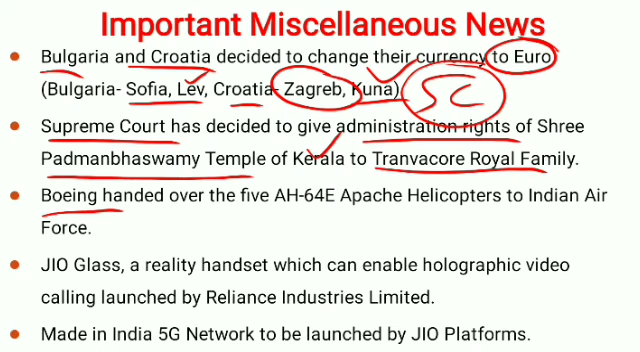 Important Miscellaneous News
Bulgaria and Croatia decided to change their currency to Euro
(Bulgaria- Sofia, Lev, Croatia- Zagreb, Kuna)
SC
Supreme Court has decided to give administration rights of Shree
Padmanbhaswamy Temple of Kerala to Tranvacore Royal Family.
Boeing handed over the five AH-64E Apache Helicopters to Indian Air
Force.
JIO Glass, a reality handset which can enable holographic video
calling launched by Reliance Industries Limited.
Made in India 5G Network to be launched by JIO Platforms.